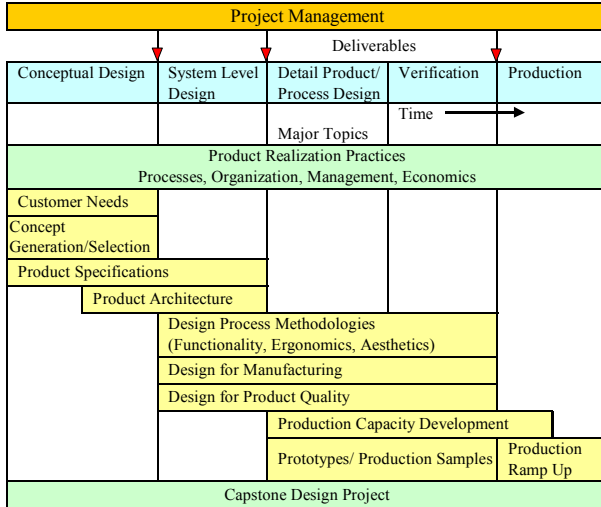 Project Management
Deliverables
Conceptual Design
System Level
Design
Detail Product/
Process Design
Verification
Production
Time
Major Topics
Product Realization Practices
Processes, Organization, Management, Economics
Customer Needs
Concept
Generation/Selection
Product Specifications
Product Architecture
Design Process Methodologies
(Functionality, Ergonomics, Aesthetics)
Design for Manufacturing
Design for Product Quality
Production Capacity Development
Prototypes/ Production Samples
Production
Ramp Up
Capstone Design Project